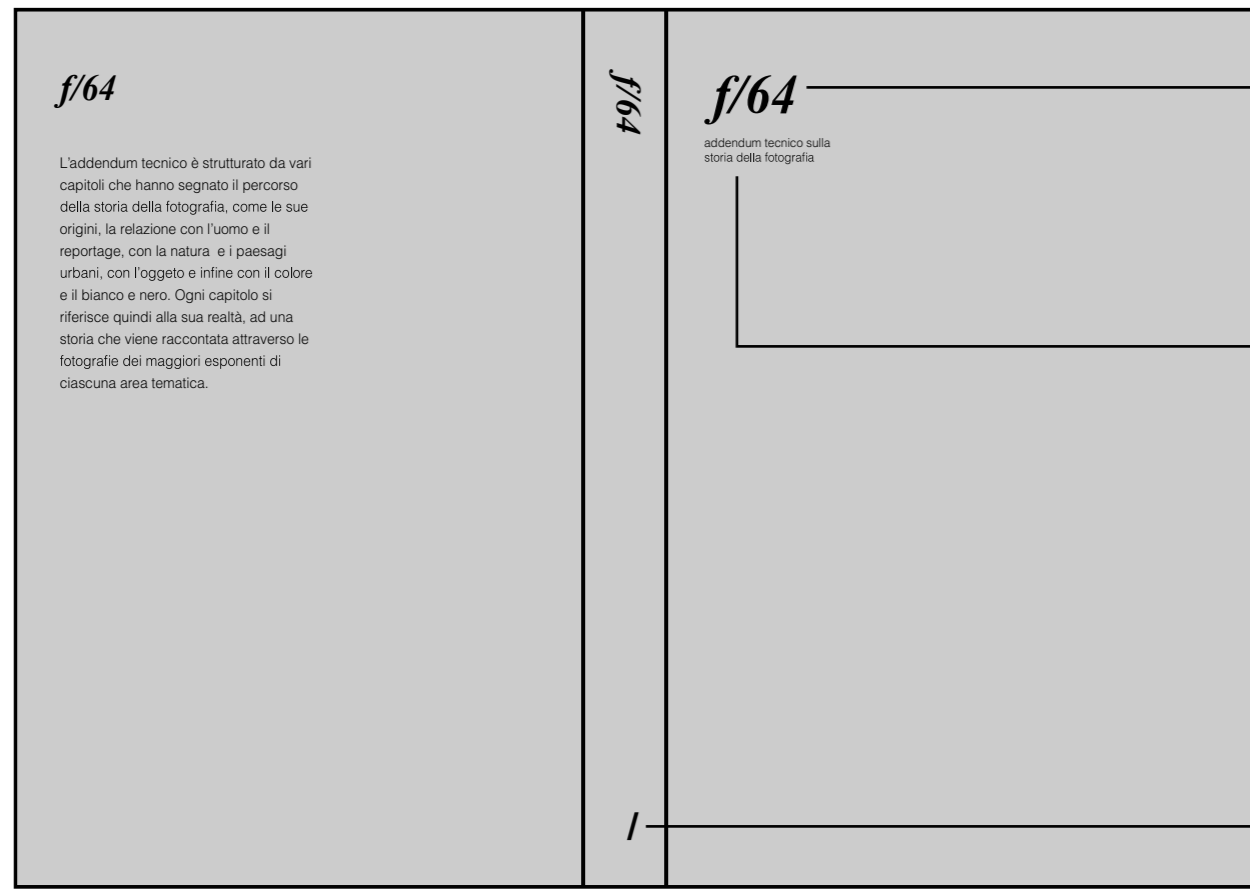 f/64
L'addendum tecnico è strutturato da vari
capitoli che hanno segnato il percorso
della storia della fotografia, come le sue
origini, la relazione con l'uomo e il
reportage, con la natura  e i paesagi
urbani, con l'oggeto e infine con il colore
e il bianco e nero. Ogni capitolo si
riferisce quindi alla sua realtà, ad una
storia che viene raccontata attraverso le
fotografie dei maggiori esponenti di
ciascuna area tematica.
f/64
/
f/64
addendum tecnico sulla
storia della fotografia